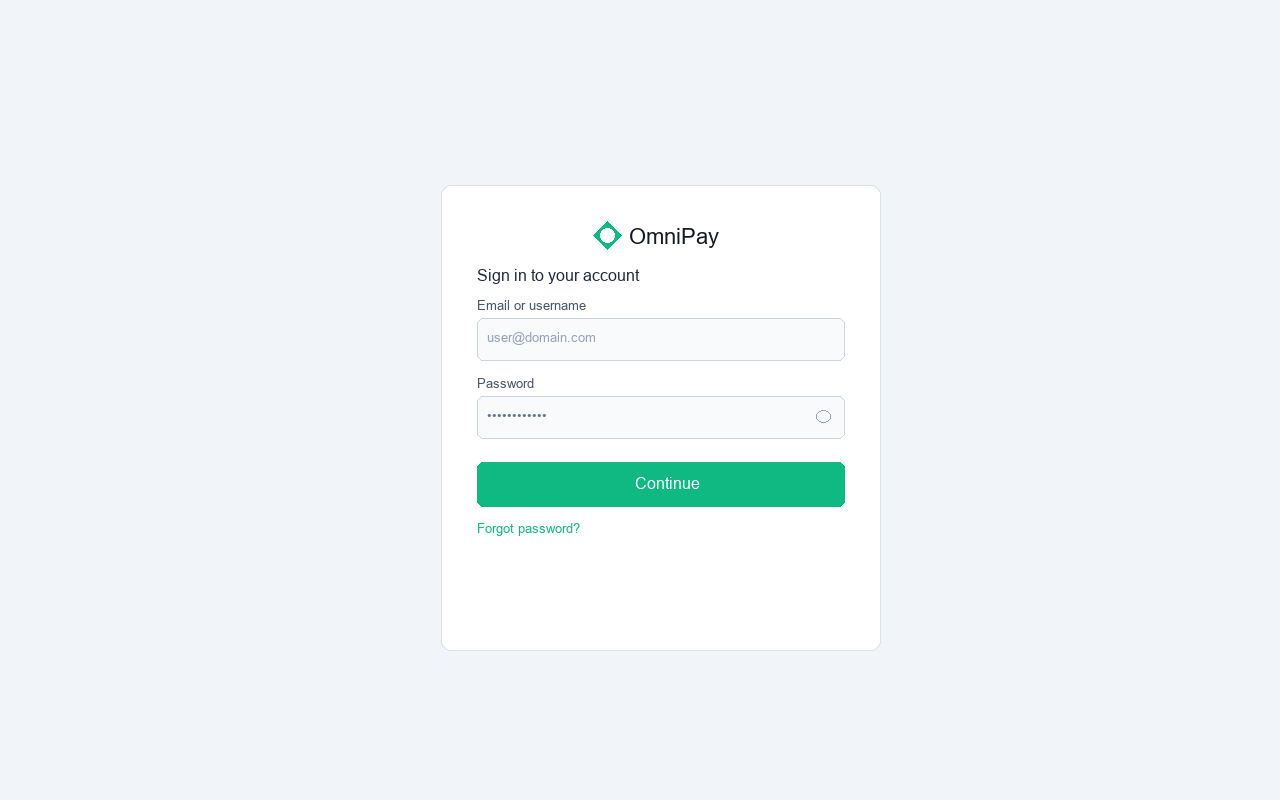 OmniPay
Sign in to your account
Email or username
user@domain.com
Password
••••••••••••
Continue
Forgot password?